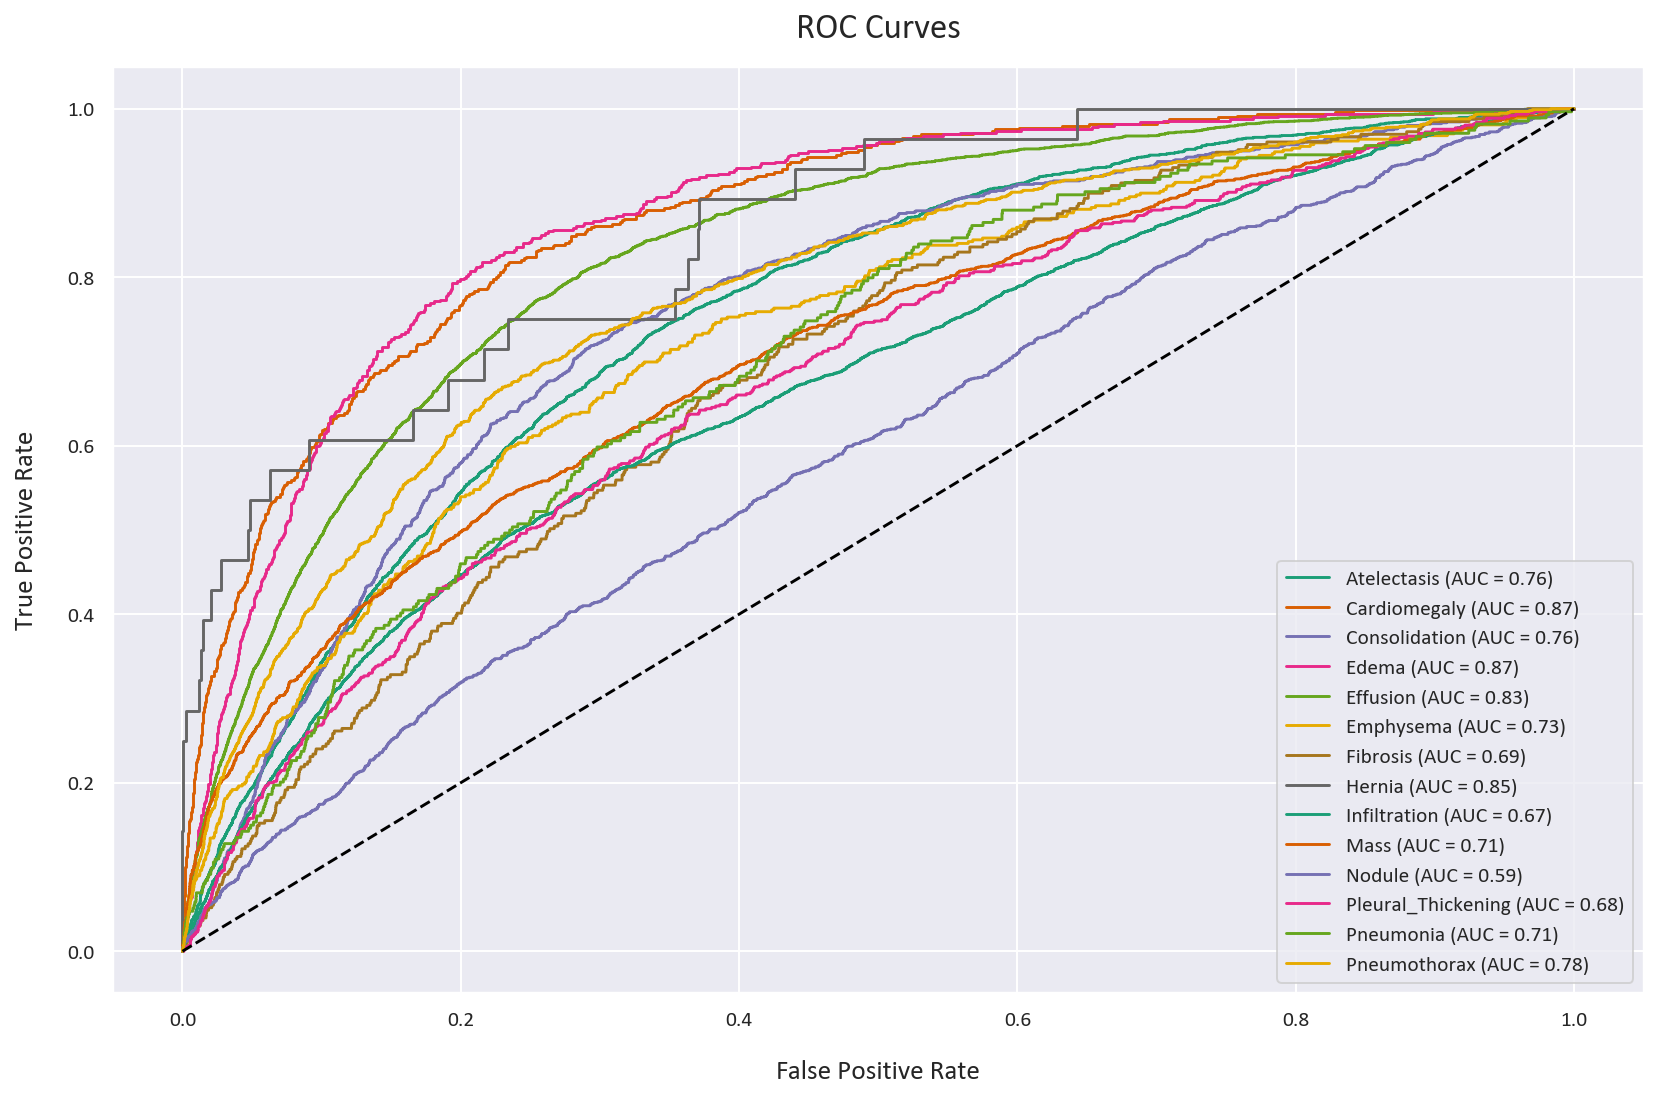 ROC Curves
True Positive Rate
1.0
0.8
0.6
0.4
0.2
0.0
Atelectasis (AUC = 0.76)
Cardiomegaly (AUC = 0.87)
Consolidation (AUC = 0.76)
Edema (AUC = 0.87)
Effusion (AUC = 0.83)
Emphysema (AUC = 0.73)
Fibrosis (AUC = 0.69)
Hernia (AUC = 0.85)
Infiltration (AUC = 0.67)
Mass (AUC = 0.71)
Nodule (AUC = 0.59)
Pleural_Thickening (AUC = 0.68)
Pneumonia (AUC = 0.71)
Pneumothorax (AUC = 0.78)
0.0 0.2 0.4 0.6 0.8 1.0
False Positive Rate